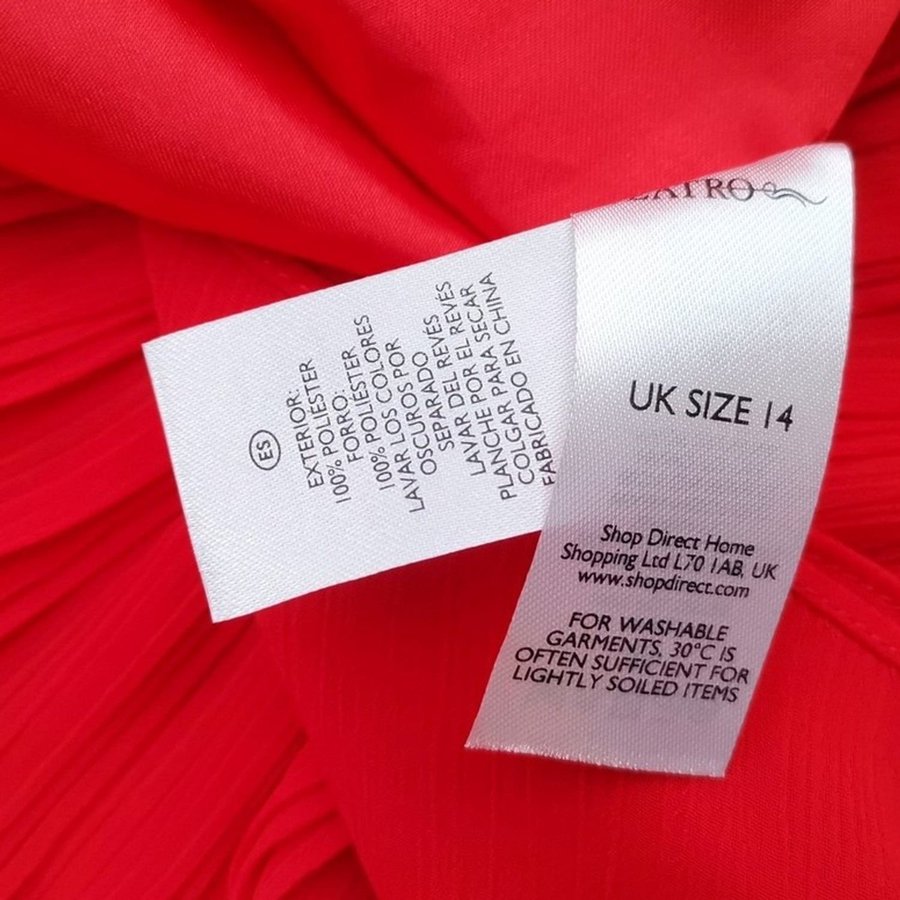 UK SIZE 14
Shop Direct Home
Shopping Ltd L70 1AB, UK
www.shopdirect.com
FOR WASHABLE
GARMENTS, 30°C IS
OFTEN SUFFICIENT FOR
LIGHTLY SOILED ITEMS
ES
EXTERIOR:
100% POLIÉSTER
FORRO:
100% POLIÉSTER
LAVAR LOS COLORES
OSCUROS POR
SEPARADO
LAVAR DEL REVÉS
PLANCHE POR EL REVÉS
COLGAR PARA SECAR
FABRICADO EN CHINA